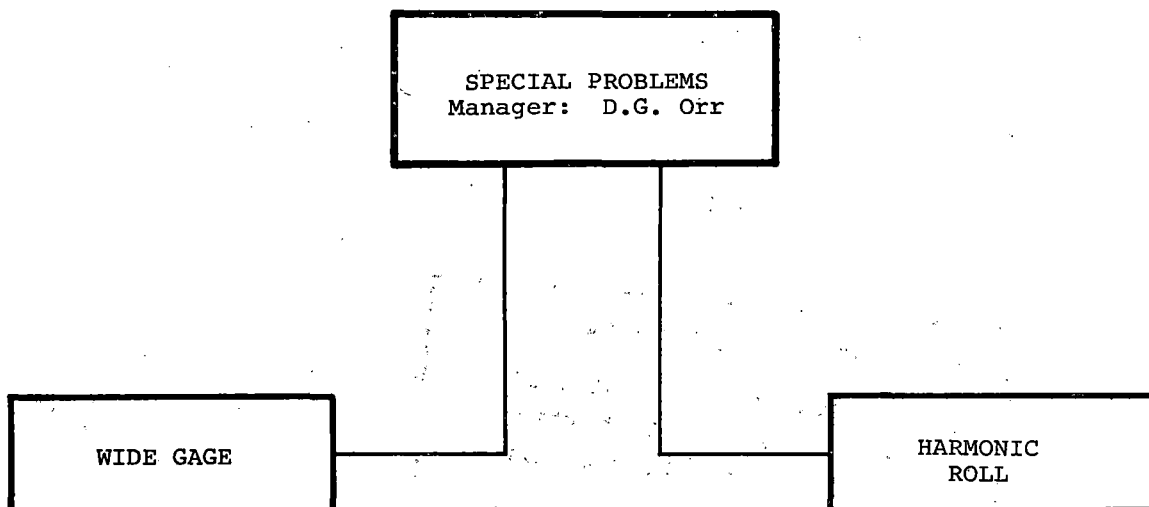 SPECIAL PROBLEMS
Manager: D.G. Orr
WIDE GAGE
HARMONIC
ROLL